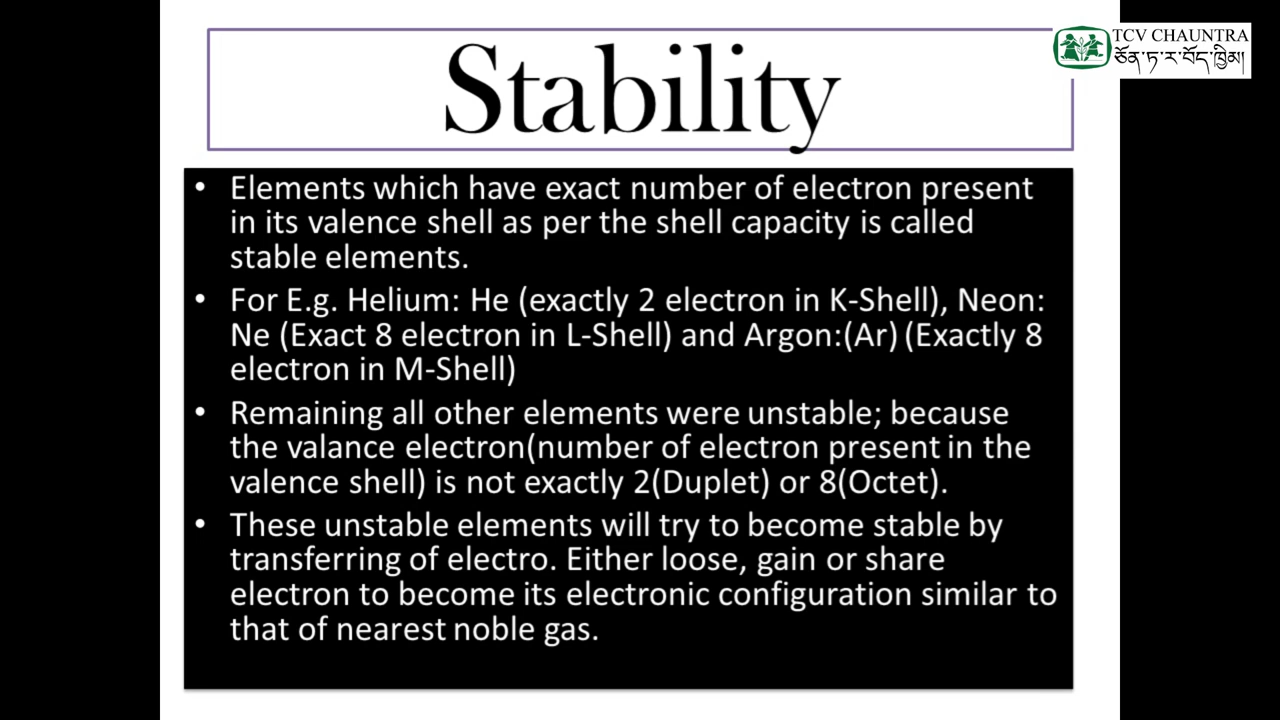 Stability
TCV CHAUNTRA
ཅོན་ཏ་ར་བོད་ཁྱིམ།
• Elements which have exact number of electron present
in its valence shell as per the shell capacity is called
stable elements.
• For E.g. Helium: He (exactly 2 electron in K-Shell), Neon:
Ne (Exact 8 electron in L-Shell) and Argon:(Ar) (Exactly 8
electron in M-Shell)
• Remaining all other elements were unstable; because
the valance electron(number of electron present in the
valence shell) is not exactly 2(Duplet) or 8(Octet).
• These unstable elements will try to become stable by
transferring of electro. Either loose, gain or share
electron to become its electronic configuration similar to
that of nearest noble gas.